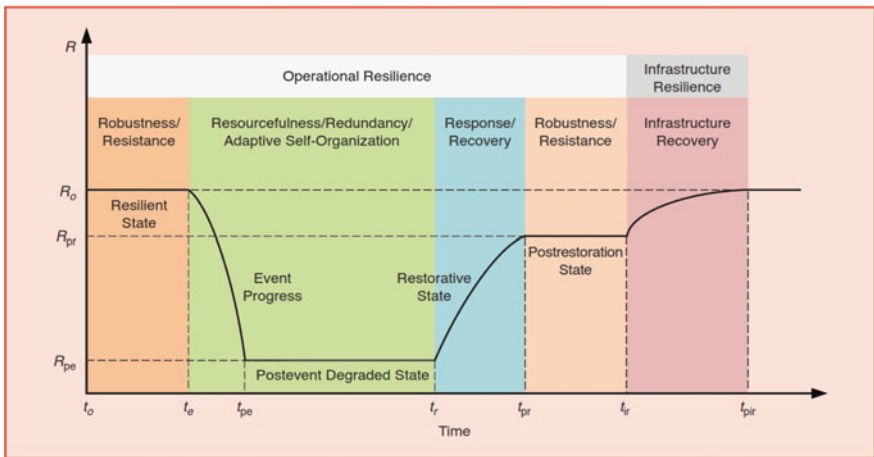 R
Operational Resilience
Infrastructure
Resilience
Robustness/
Resistance
Resourcefulness/Redundancy/
Adaptive Self-Organization
Response/
Recovery
Robustness/
Resistance
Infrastructure
Recovery
Ro
Resilient
State
Rpr
Event
Progress
Restorative
State
Postrestoration
State
Rpe
Postevent Degraded State
to
te
tpe
tr
tpr
tir
tpir
Time